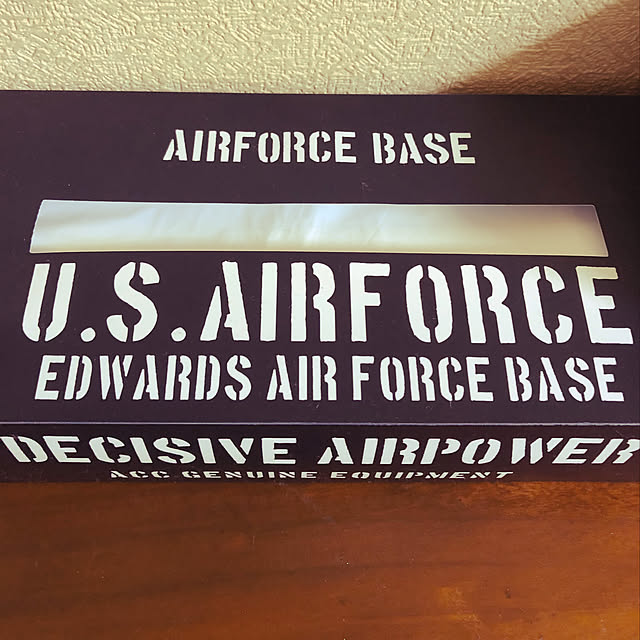 AIRFORCE BASE
U.S.AIRFORCE
EDWARDS AIR FORCE BASE
DECISIVE AIRPOWER
ACC GENUINE EQUIPMENT